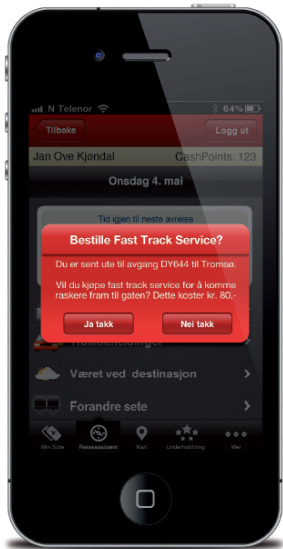 N Telenor 64%
Tilbake Logg ut
Jan Ove Kjøndal CashPoints: 123
Onsdag 4. mai
Tid igjen til neste avreise
Bestille Fast Track Service?
Du er sent ute til avgang DY644 til Tromsø.
Vil du kjøpe fast track service for å komme
raskere fram til gaten? Dette koster kr. 80,-
Ja takk Nei takk
Trafikkmeldinger
Været ved destinasjon
Forandre sete
Min Side Reiseassistent Kart Underholdning Mer